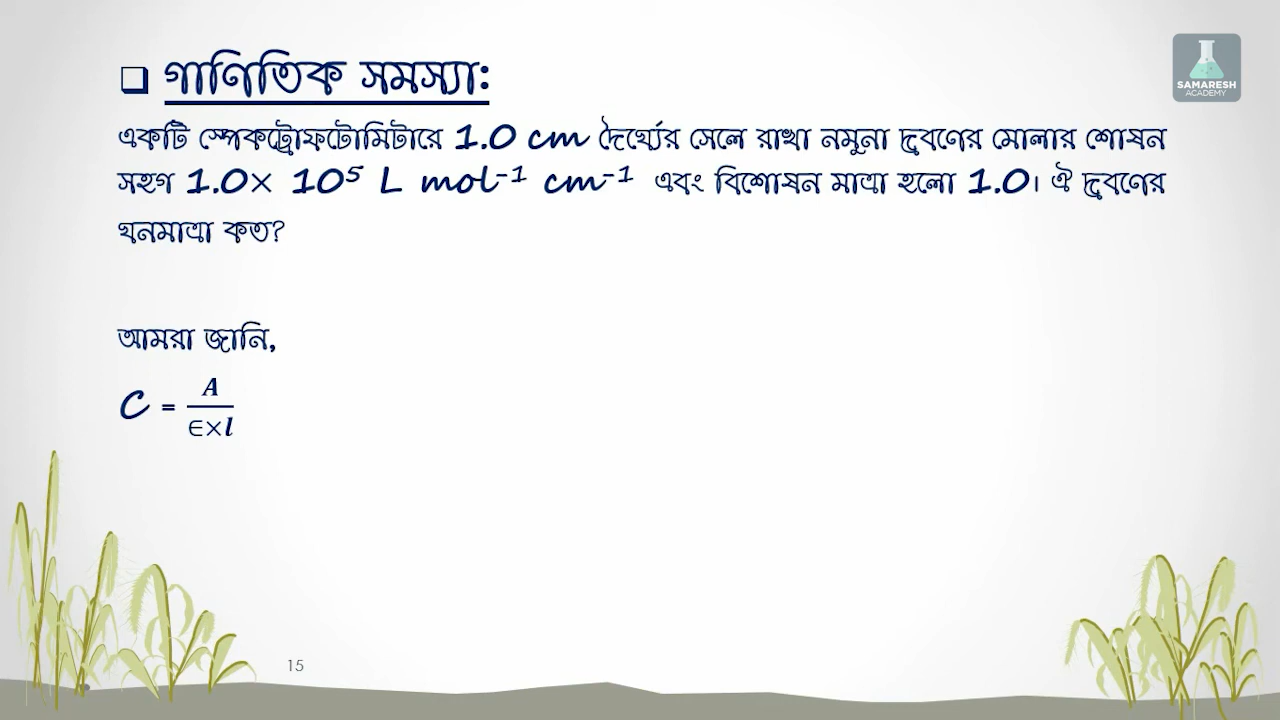 গাণিতিক সমস্যা:
SAMARESH
ACADEMY
একটি স্পেকট্রোফটোমিটারে 1.0 cm দৈর্ঘ্যের সেলে রাখা নমুনা দ্রবণের মোলার শোষন
সহগ 1.0× 10⁵ L mol⁻¹ cm⁻¹ এবং বিশোষন মাত্রা হলো 1.0। ঐ দ্রবণের
ঘনমাত্রা কত?
আমরা জানি,
C = A / ∈×l
15